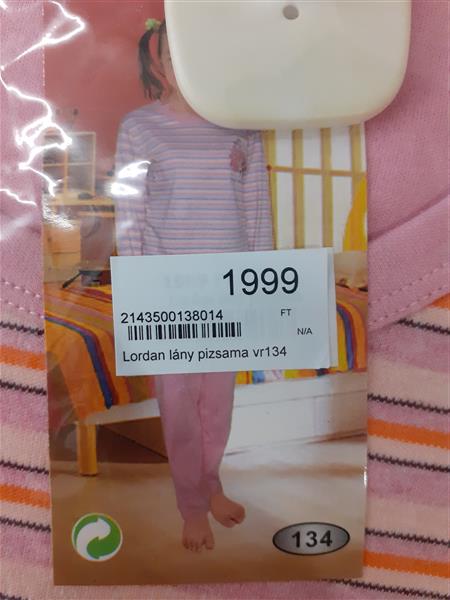 1999
2143500138014 FT
N/A
Lordan lány pizsama vr134
134